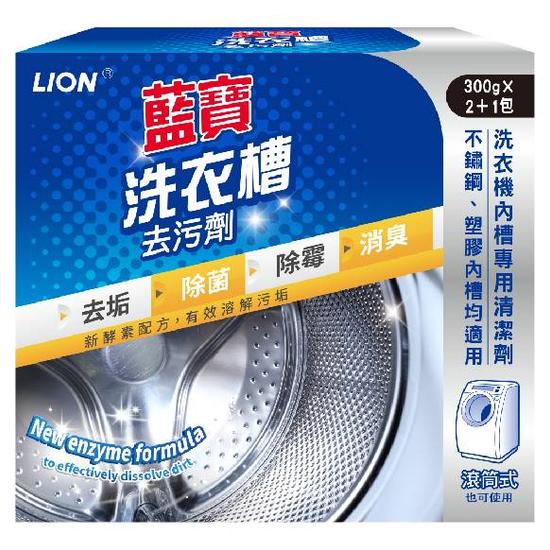 LION®
藍寶
洗衣槽
去污劑
去垢
除菌
除霉
消臭
新酵素配方,有效溶解污垢
New enzyme formula
to effectively dissolve dirt.
300g×
2+1包
洗衣機內槽專用清潔劑
不鏽鋼、塑膠內槽均適用
滾筒式
也可使用